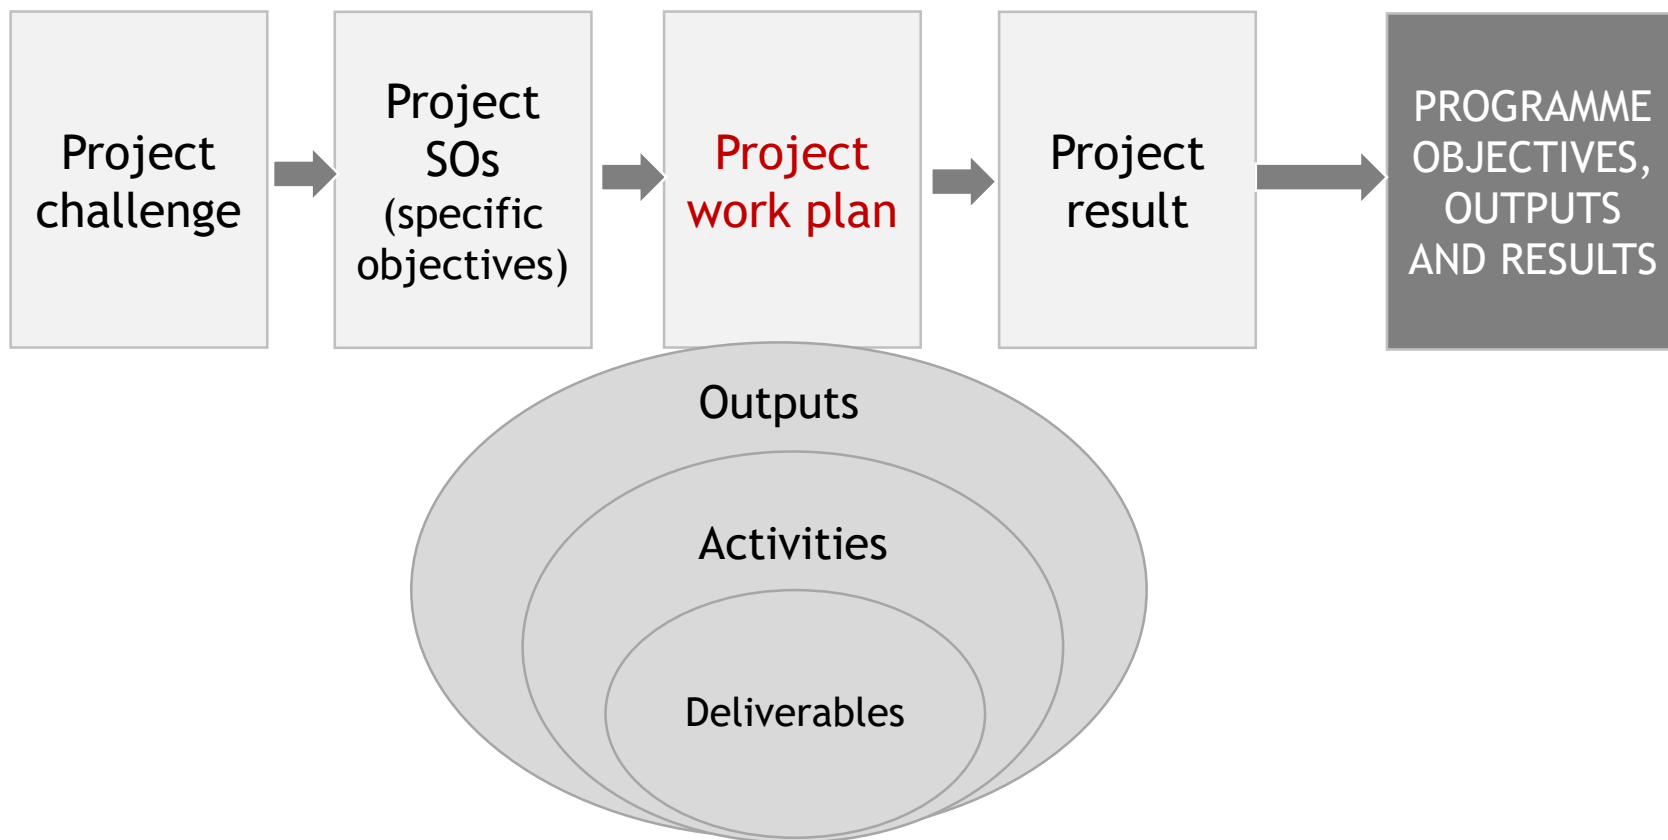 Project
challenge
Project
SOs
(specific
objectives)
Project
work plan
Project
result
PROGRAMME
OBJECTIVES,
OUTPUTS
AND RESULTS
Outputs
Activities
Deliverables